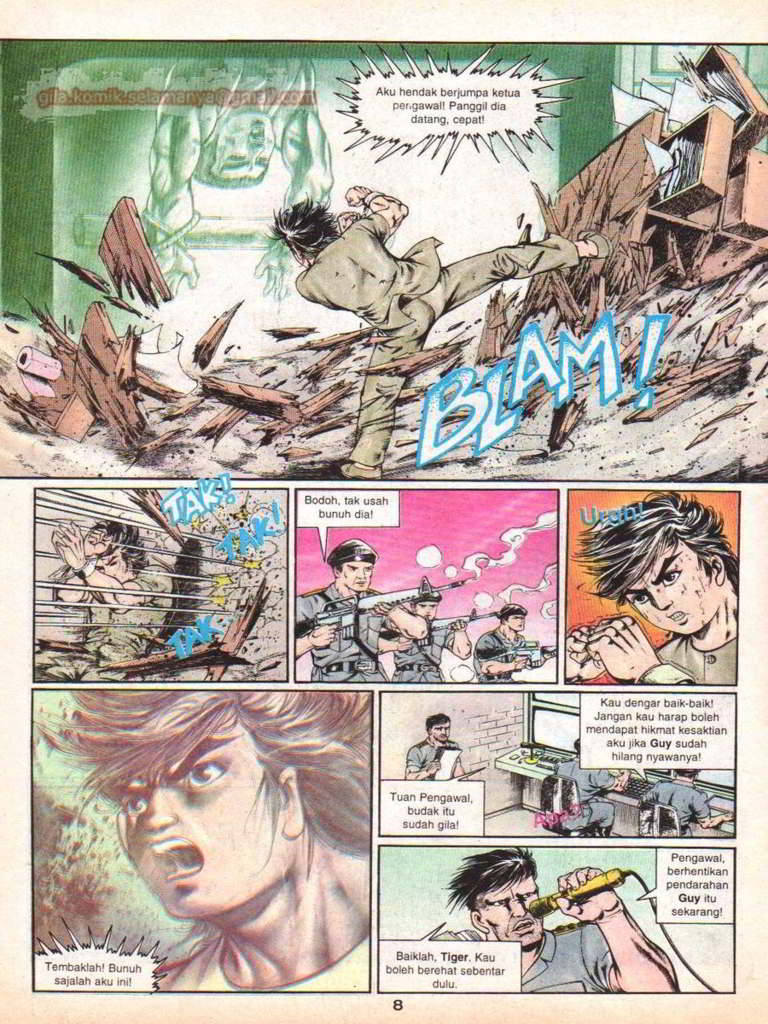 gila.komik.selamanya@gmail.com
Aku hendak berjumpa ketua
pengawal! Panggil dia
datang, cepat!
BLAM!
TAK!
TAK!
TAK
Bodoh, tak usah
bunuh dia!
Urgh!
Tembaklah! Bunuh
sajalah aku ini!
Kau dengar baik-baik!
Jangan kau harap boleh
mendapat hikmat kesaktian
aku jika Guy sudah
hilang nyawanya!
Tuan Pengawal,
budak itu
sudah gila!
Apa?
Pengawal,
berhentikan
pendarahan
Guy itu
sekarang!
Baiklah, Tiger. Kau
boleh berehat sebentar
dulu.
8